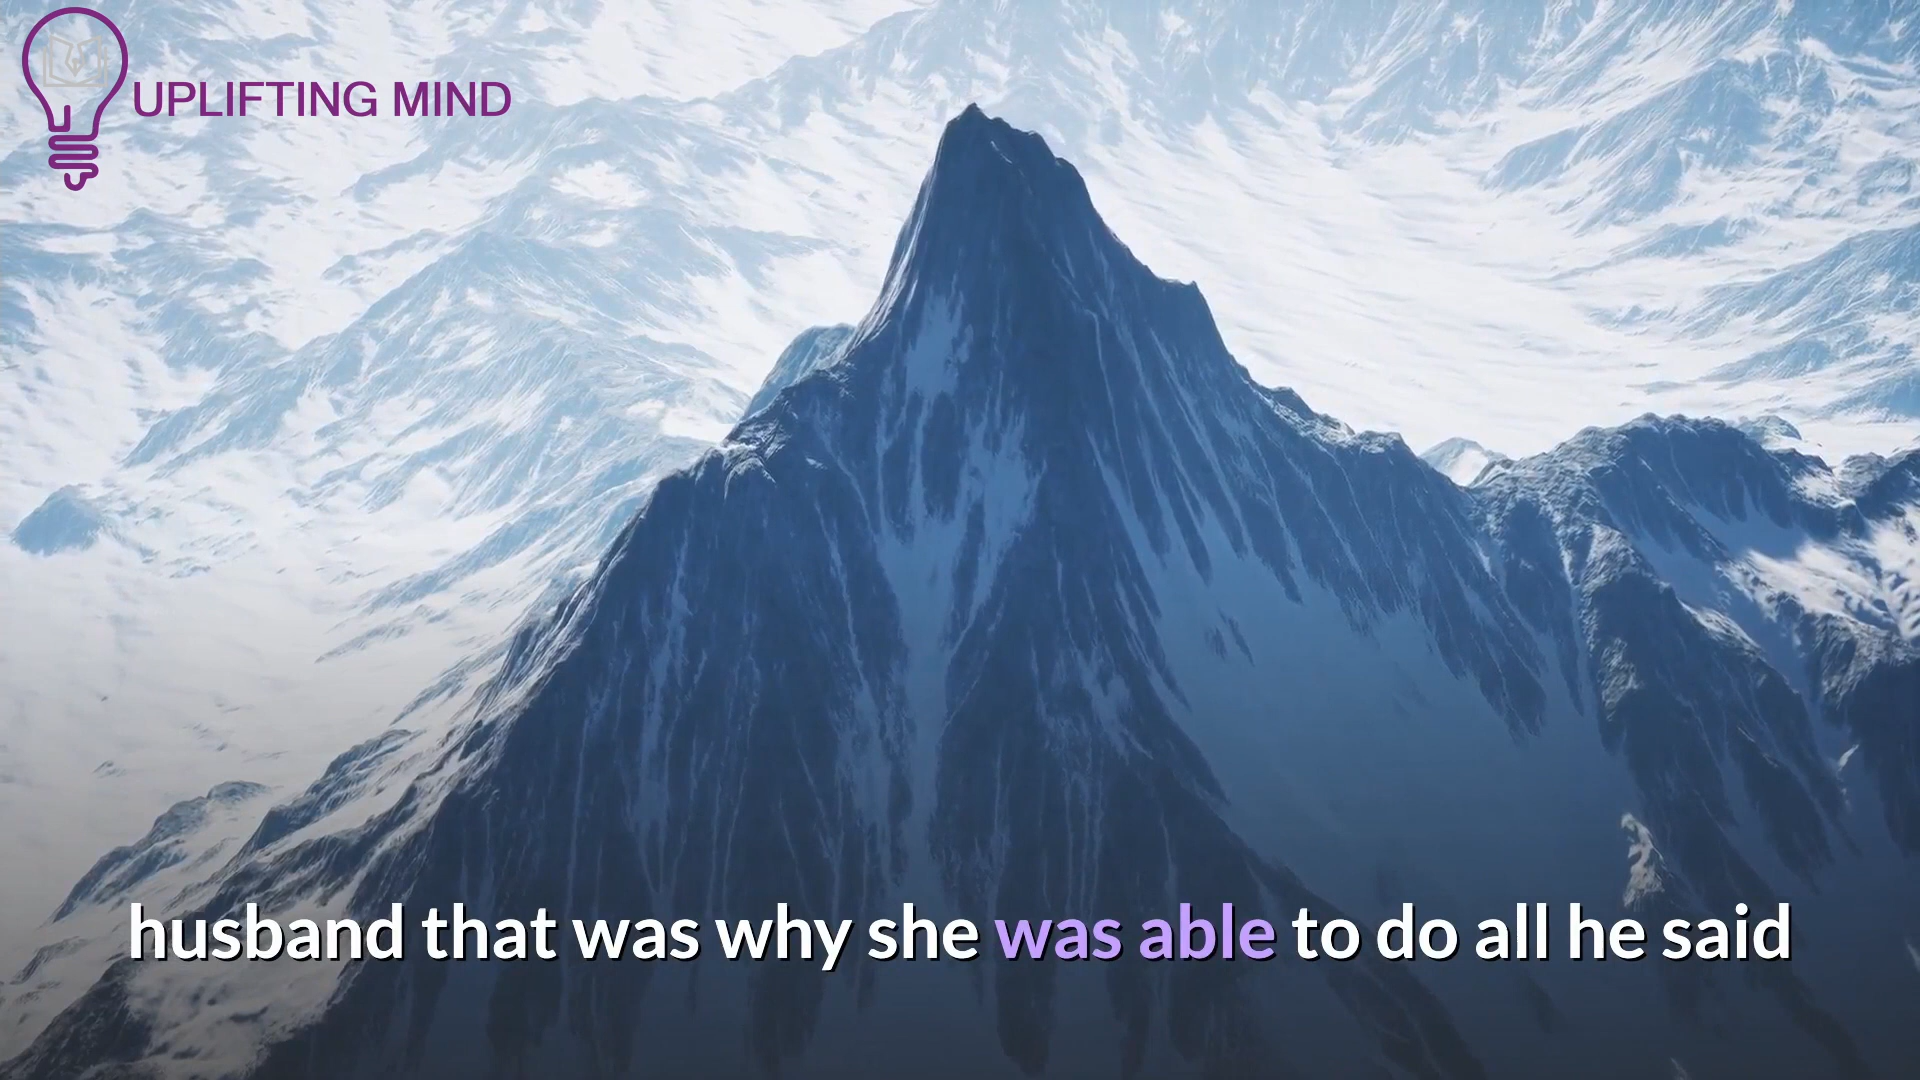 UPLIFTING MIND
husband that was why she was able to do all he said